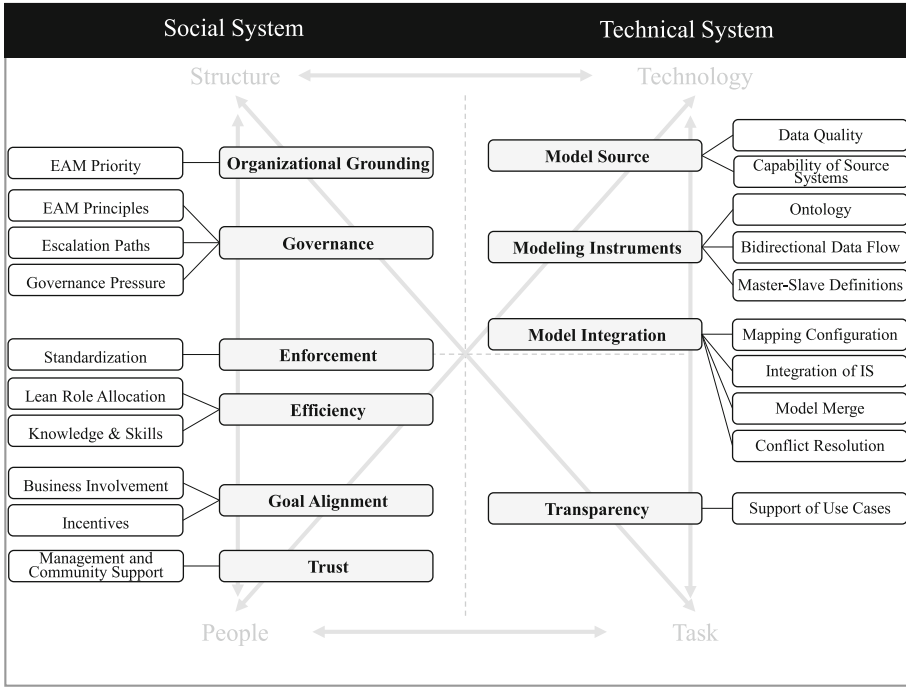 Social System
Technical System
Structure
Technology
EAM Priority
Organizational Grounding
EAM Principles
Escalation Paths
Governance Pressure
Governance
Standardization
Enforcement
Lean Role Allocation
Knowledge & Skills
Efficiency
Business Involvement
Incentives
Goal Alignment
Management and
Community Support
Trust
Model Source
Data Quality
Capability of Source
Systems
Modeling Instruments
Ontology
Bidirectional Data Flow
Master-Slave Definitions
Model Integration
Mapping Configuration
Integration of IS
Model Merge
Conflict Resolution
Transparency
Support of Use Cases
People
Task